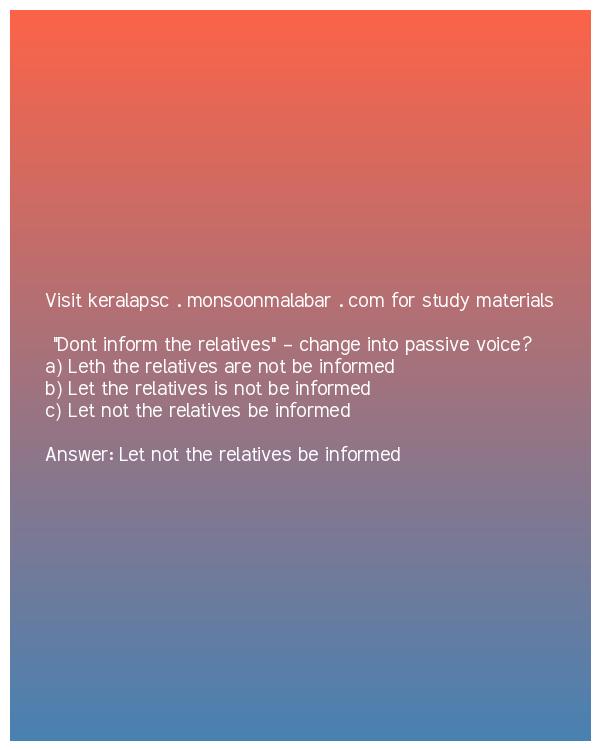 Visit keralapsc . monsoonmalabar . com for study materials
"Dont inform the relatives" - change into passive voice?
a) Leth the relatives are not be informed
b) Let the relatives is not be informed
c) Let not the relatives be informed
Answer: Let not the relatives be informed